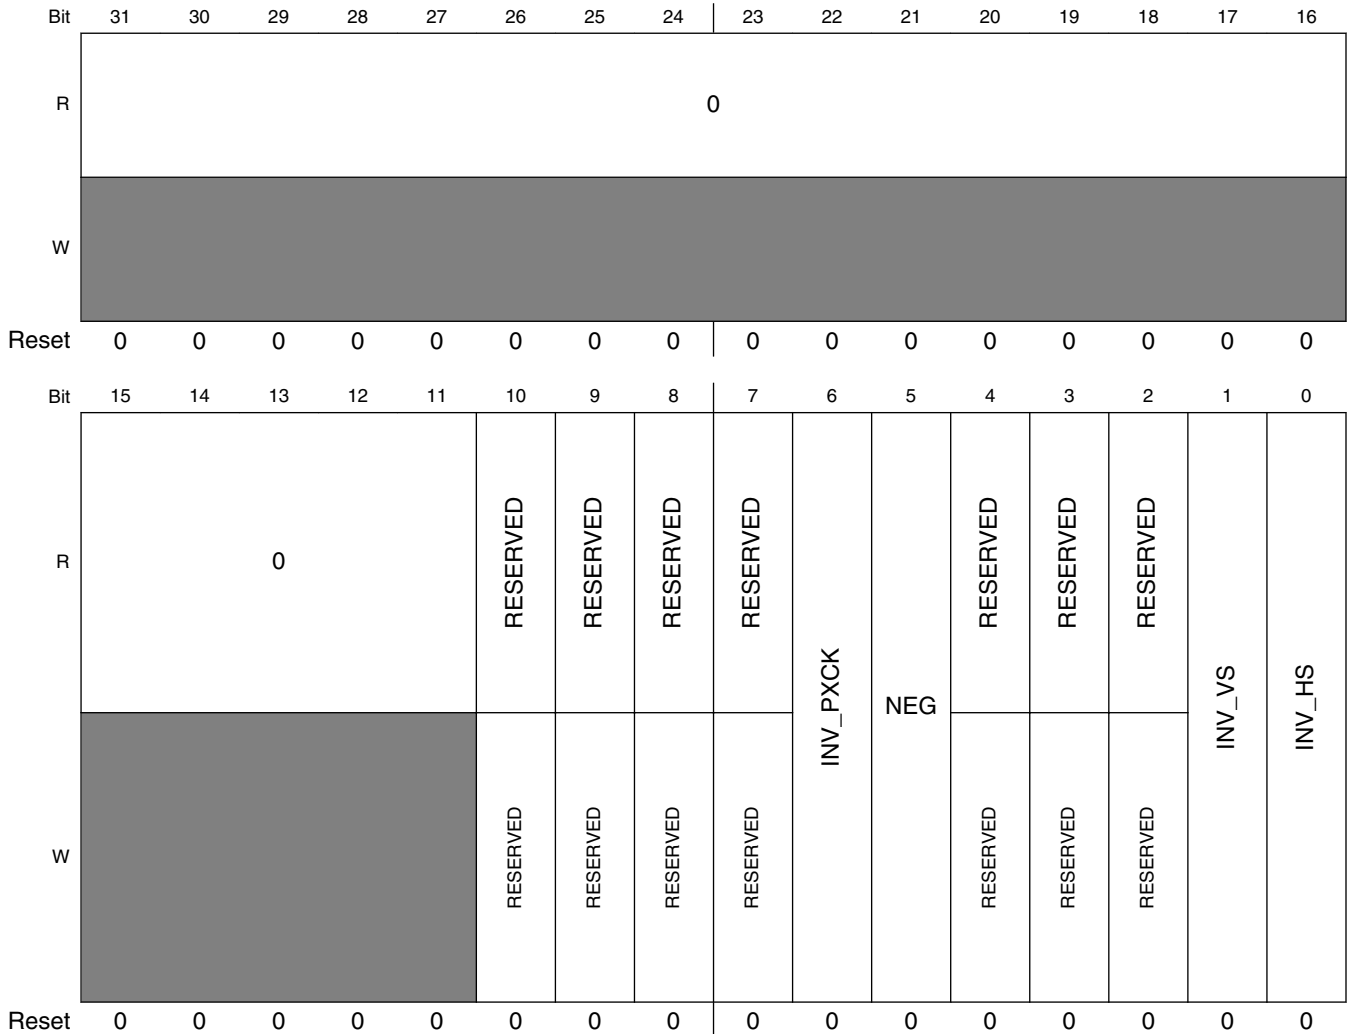 Bit 31 30 29 28 27 26 25 24 23 22 21 20 19 18 17 16
R 0
W
Reset 0 0 0 0 0 0 0 0 0 0 0 0 0 0 0 0
Bit 15 14 13 12 11 10 9 8 7 6 5 4 3 2 1 0
R 0 RESERVED RESERVED RESERVED RESERVED INV_PXCK NEG RESERVED RESERVED RESERVED INV_VS INV_HS
W RESERVED RESERVED RESERVED RESERVED RESERVED RESERVED RESERVED
Reset 0 0 0 0 0 0 0 0 0 0 0 0 0 0 0 0